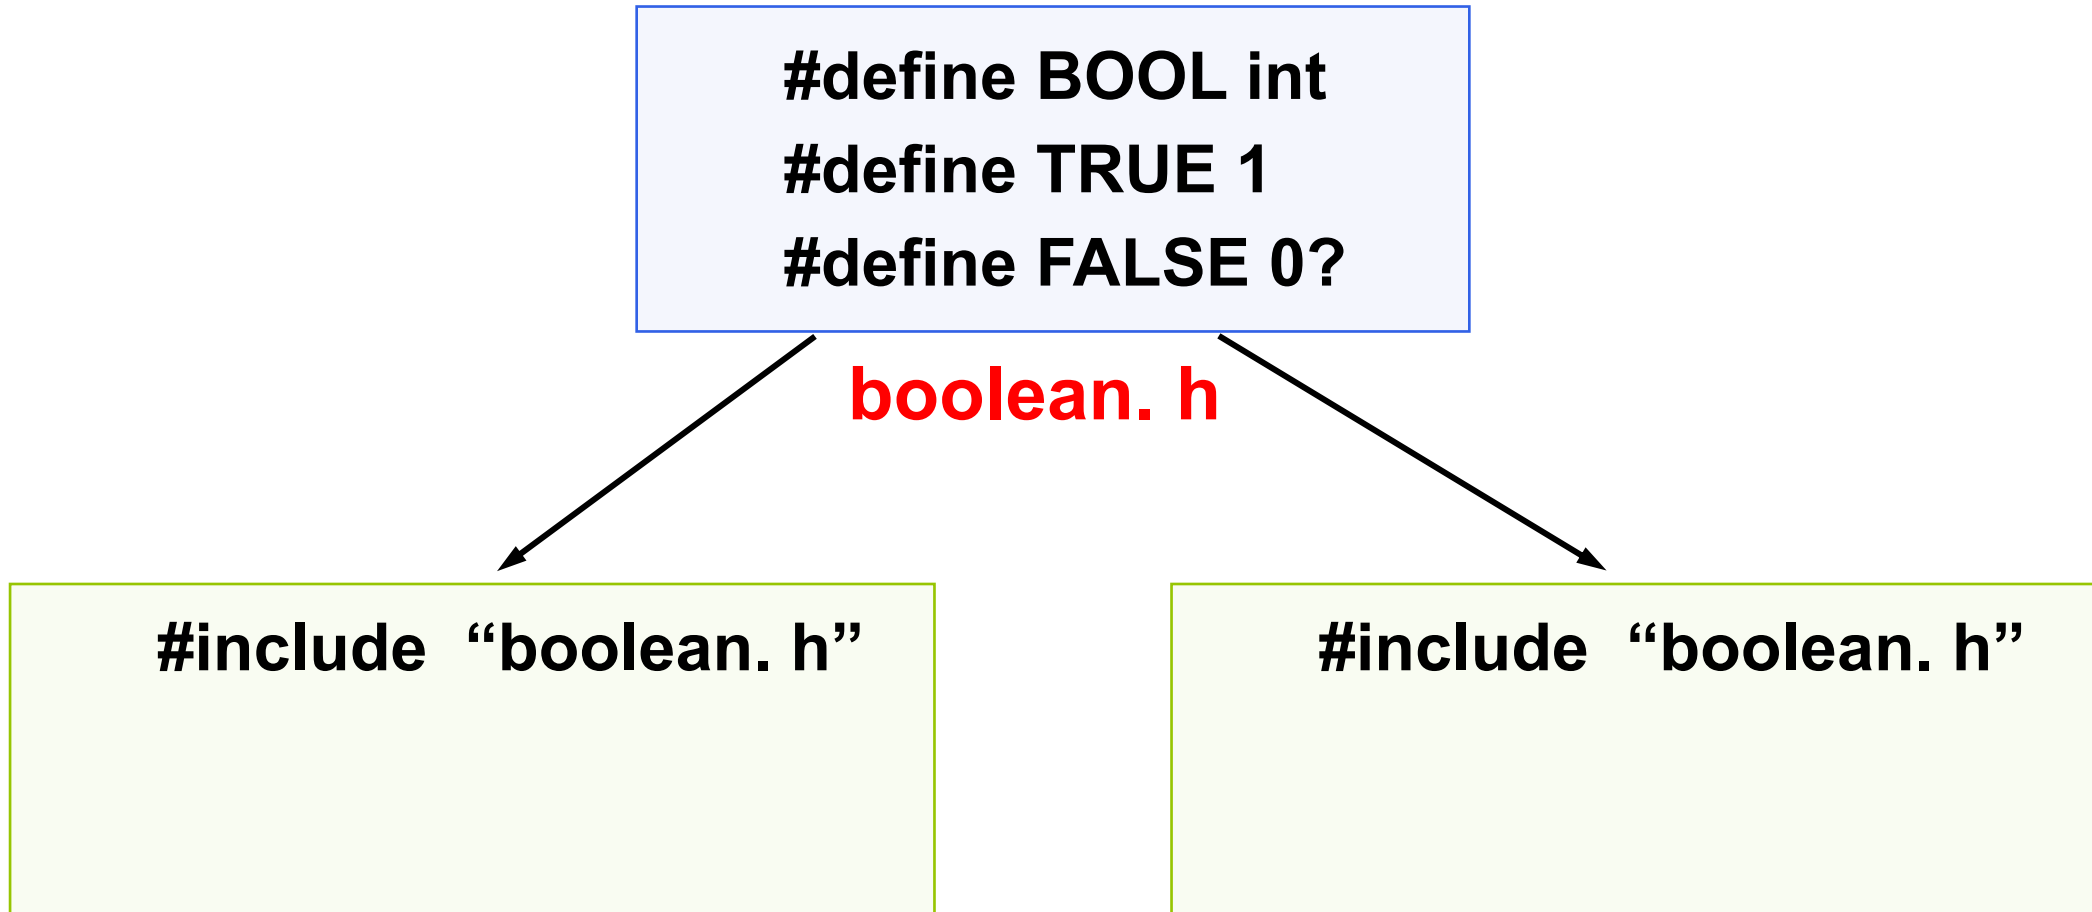 #define BOOL int
#define TRUE 1
#define FALSE 0?
boolean. h
#include “boolean. h”
#include “boolean. h”